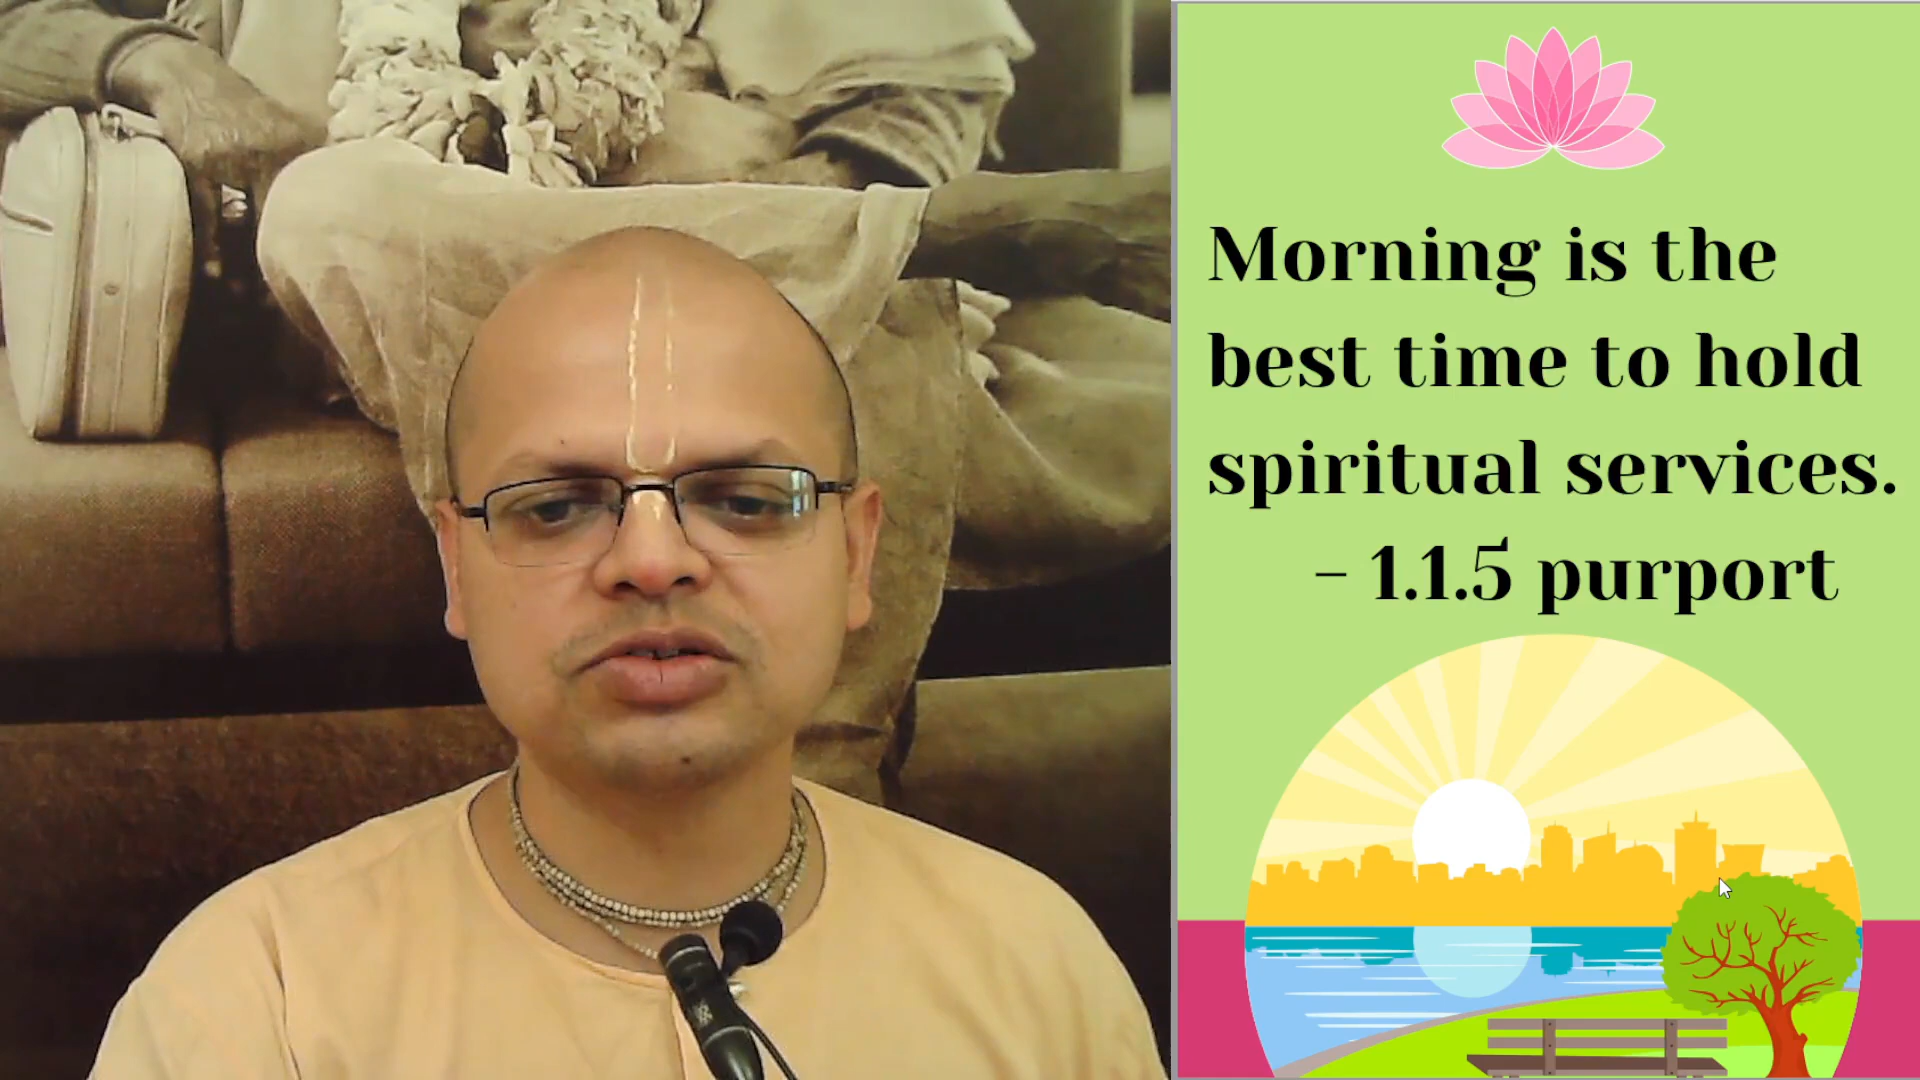 Morning is the
best time to hold
spiritual services.
- 1.1.5 purport